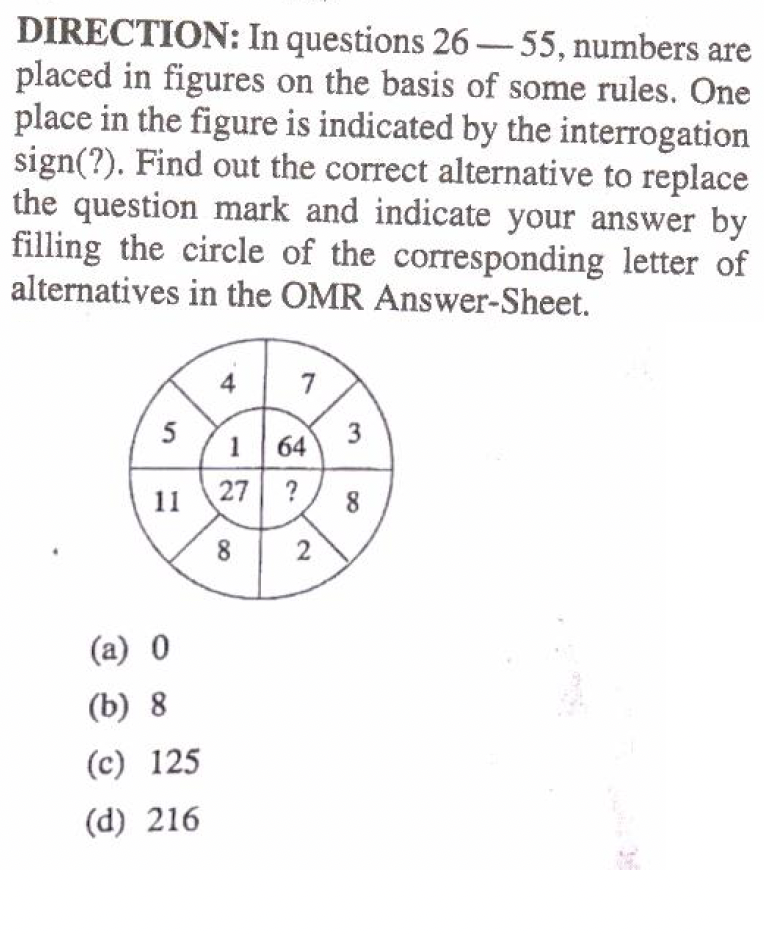 DIRECTION: In questions 26 — 55, numbers are
placed in figures on the basis of some rules. One
place in the figure is indicated by the interrogation
sign(?). Find out the correct alternative to replace
the question mark and indicate your answer by
filling the circle of the corresponding letter of
alternatives in the OMR Answer-Sheet.
4 7
5 1 64 3
11 27 ? 8
8 2
(a) 0
(b) 8
(c) 125
(d) 216